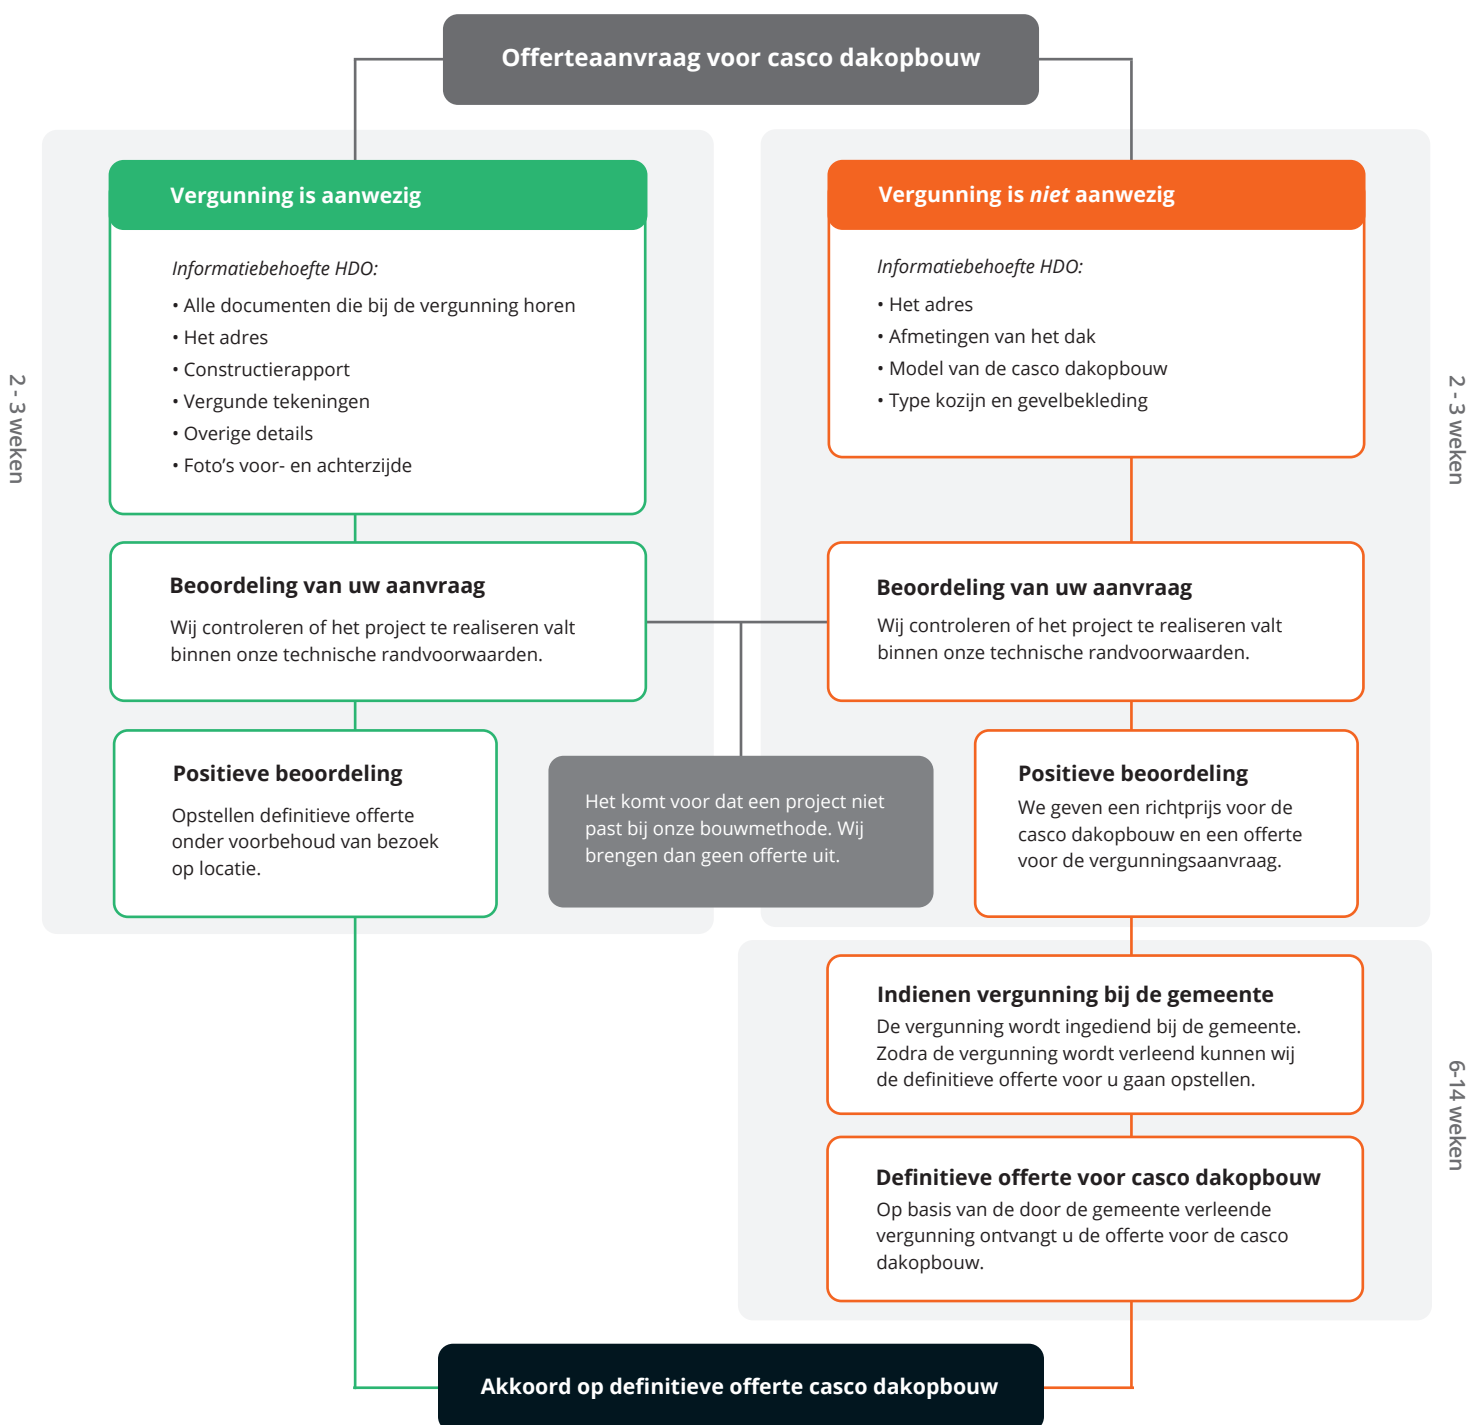 Offerteaanvraag voor casco dakopbouw
2 - 3 weken
Vergunning is aanwezig
Informatiebehoefte HDO:
• Alle documenten die bij de vergunning horen
• Het adres
• Constructierapport
• Vergunde tekeningen
• Overige details
• Foto’s voor- en achterzijde
Beoordeling van uw aanvraag
Wij controleren of het project te realiseren valt
binnen onze technische randvoorwaarden.
Positieve beoordeling
Opstellen definitieve offerte
onder voorbehoud van bezoek
op locatie.
Het komt voor dat een project niet
past bij onze bouwmethode. Wij
brengen dan geen offerte uit.
Vergunning is niet aanwezig
Informatiebehoefte HDO:
• Het adres
• Afmetingen van het dak
• Model van de casco dakopbouw
• Type kozijn en gevelbekleding
2 - 3 weken
Beoordeling van uw aanvraag
Wij controleren of het project te realiseren valt
binnen onze technische randvoorwaarden.
Positieve beoordeling
We geven een richtprijs voor de
casco dakopbouw en een offerte
voor de vergunningsaanvraag.
Indienen vergunning bij de gemeente
De vergunning wordt ingediend bij de gemeente.
Zodra de vergunning wordt verleend kunnen wij
de definitieve offerte voor u gaan opstellen.
6-14 weken
Definitieve offerte voor casco dakopbouw
Op basis van de door de gemeente verleende
vergunning ontvangt u de offerte voor de casco
dakopbouw.
Akkoord op definitieve offerte casco dakopbouw